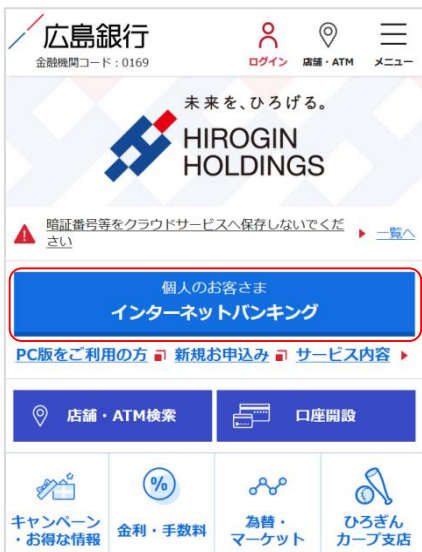 広島銀行
金融機関コード:0169
ログイン
店舗・ATM
メニュー
未来を、ひろげる。
HIROGIN
HOLDINGS
暗証番号等をクラウドサービスへ保存しないでくだ
さい
一覧へ
個人のお客さま
インターネットバンキング
PC版をご利用の方 新規お申込み サービス内容
店舗・ATM検索
口座開設
キャンペーン
・お得な情報
金利・手数料
為替・
マーケット
ひろぎん
カープ支店